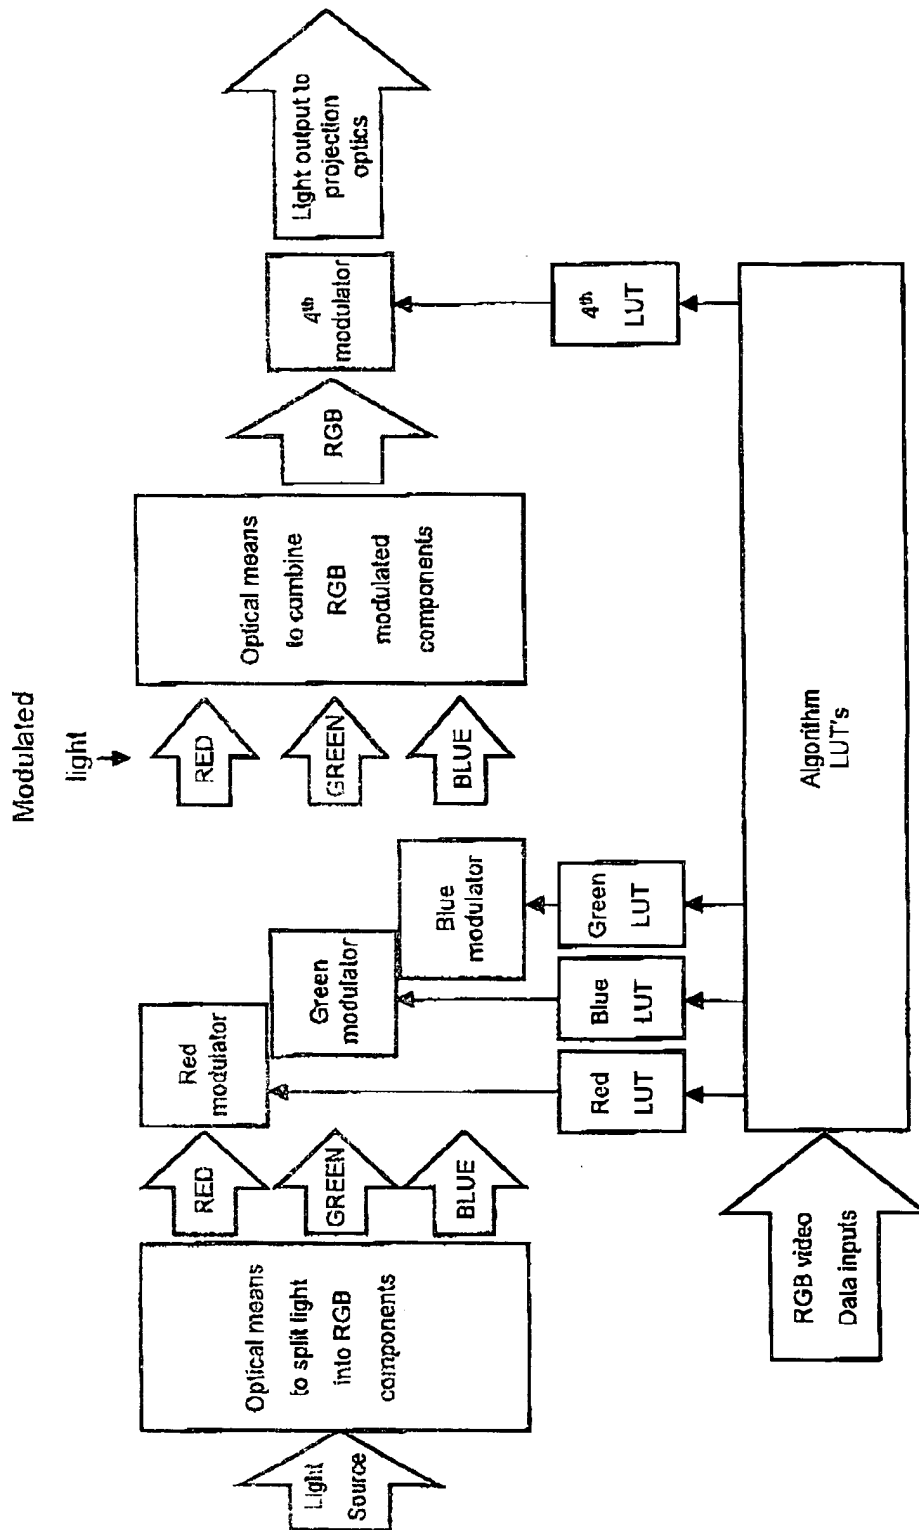 Light
Source
Optical means
to split light
into RGB
components
RED
GREEN
BLUE
Red
modulator
Green
modulator
Blue
modulator
Modulated
light
RED
GREEN
BLUE
Optical means
to combine
RGB
modulated
components
RGB
4th
modulator
Light output to
projection
optics
Red
LUT
Blue
LUT
Green
LUT
4th
LUT
RGB video
Data inputs
Algorithm
LUT's